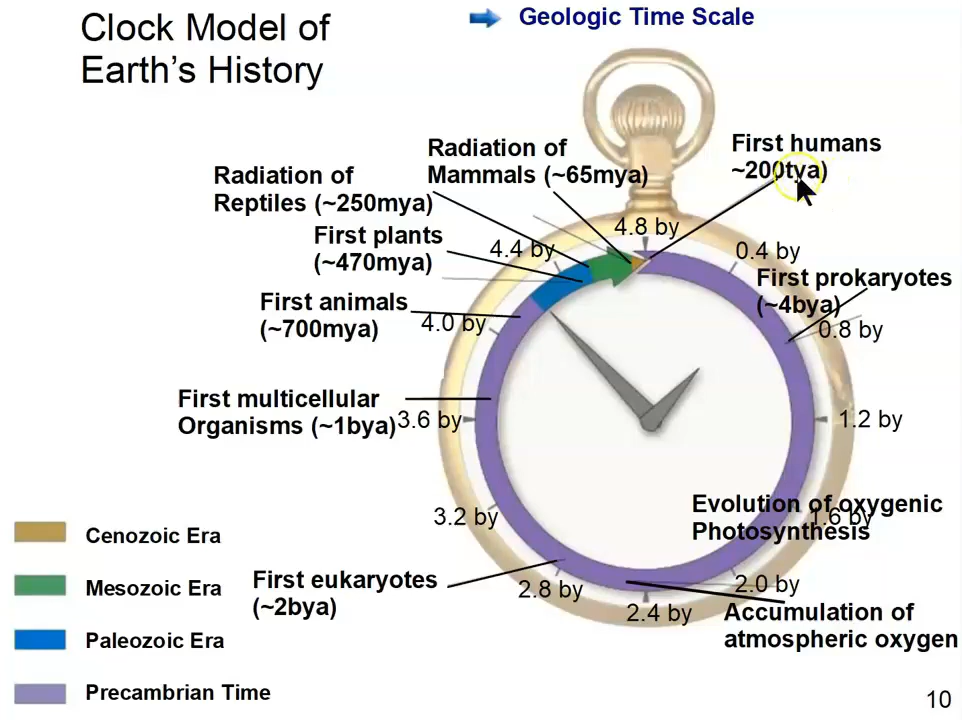 Clock Model of
Earth's History
Geologic Time Scale
First humans
~200tya)
Radiation of
Mammals (~65mya)
Radiation of
Reptiles (~250mya)
First plants
(~470mya)
First animals
(~700mya)
First multicellular
Organisms (~1bya)
First eukaryotes
(~2bya)
4.8 by
0.4 by
First prokaryotes
(~4bya)
0.8 by
1.2 by
Evolution of oxygenic
Photosynthesis
1.6 by
2.0 by
Accumulation of
atmospheric oxygen
2.4 by
2.8 by
3.2 by
3.6 by
4.0 by
4.4 by
Cenozoic Era
Mesozoic Era
Paleozoic Era
Precambrian Time
10